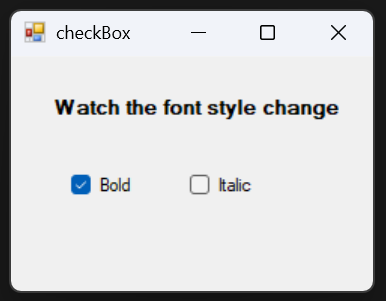 checkBox
Watch the font style change
Bold
Italic